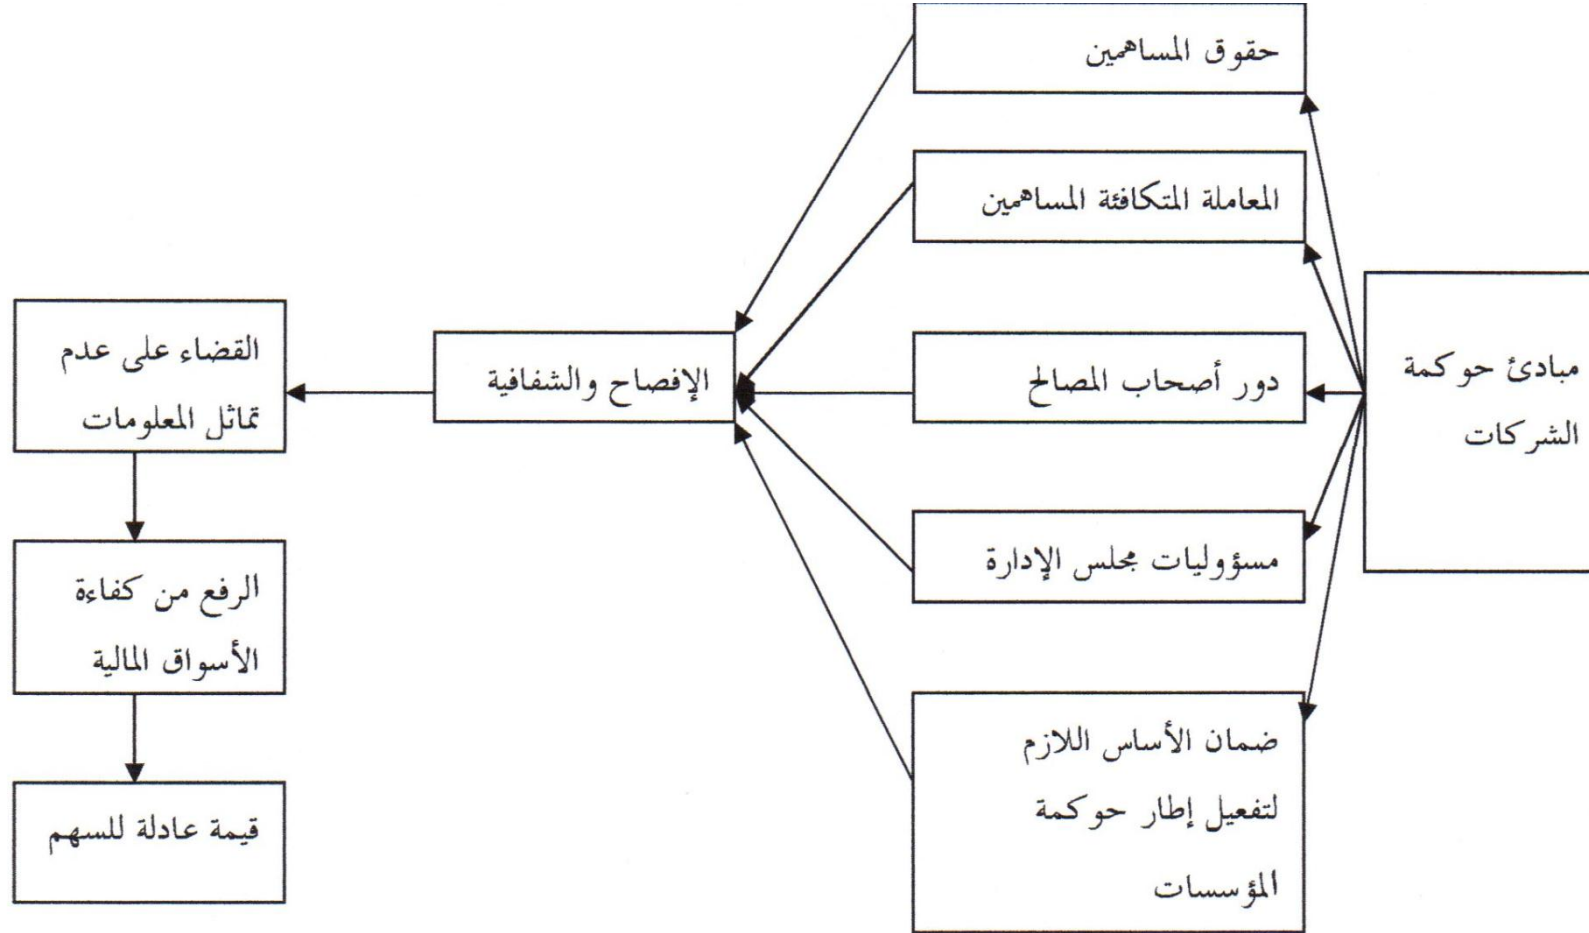 حقوق المساهمين
المعاملة المتكافئة المساهمين
مبادئ حوكمة
الشركات
دور أصحاب المصالح
مسؤوليات مجلس الإدارة
ضمان الأساس اللازم
لتفعيل إطار حوكمة
المؤسسات
الإفصاح والشفافية
القضاء على عدم
تماثل المعلومات
الرفع من كفاءة
الأسواق المالية
قيمة عادلة للسهم